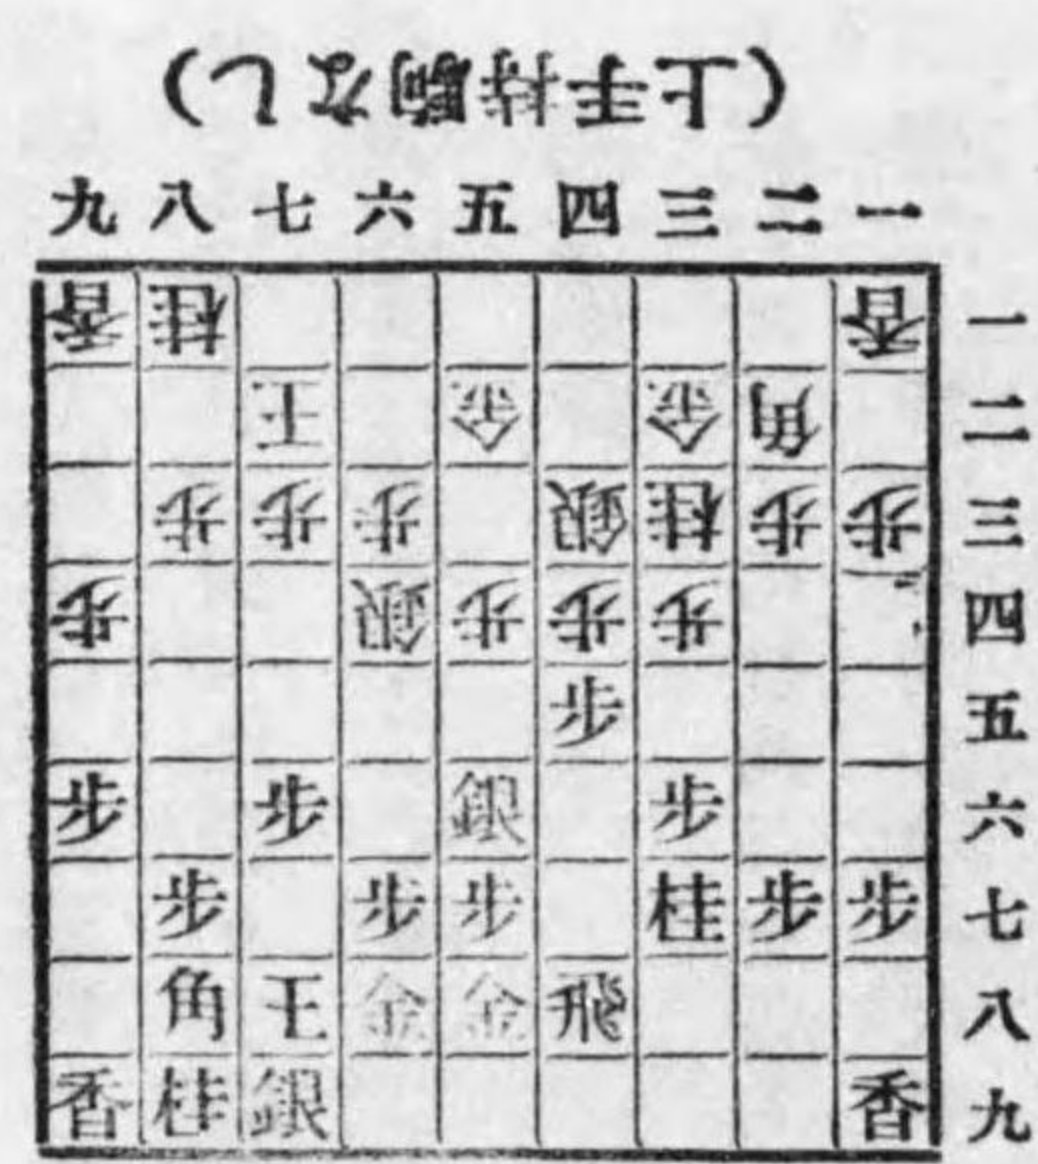 (上手持駒なし)
九八七六五四三二一
香桂香一
王金金角二
歩歩歩銀桂歩歩三
歩銀歩歩歩四
歩五
歩歩銀歩六
歩歩歩桂歩歩七
角王金金飛八
香桂銀香九